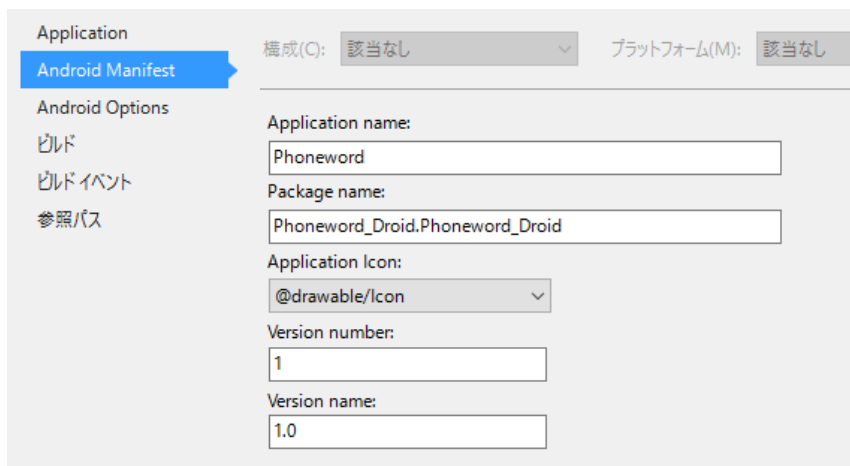 Application
Android Manifest
Android Options
ビルド
ビルド イベント
参照パス
構成(C): 該当なし プラットフォーム(M): 該当なし
Application name:
Phoneword
Package name:
Phoneword_Droid.Phoneword_Droid
Application Icon:
@drawable/Icon
Version number:
1
Version name:
1.0